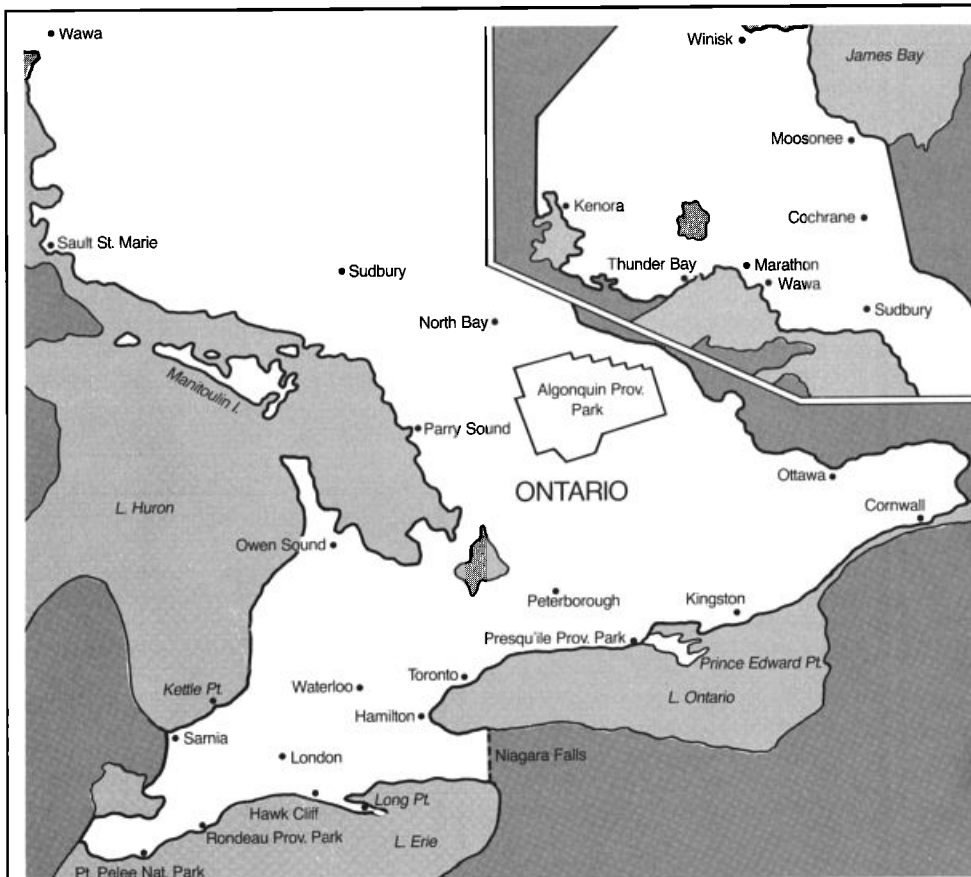 Wawa
Winisk
James Bay
Moosonee
Kenora
Cochrane
Sault St. Marie
Thunder Bay
Marathon
Wawa
Sudbury
Sudbury
North Bay
Manitoulin I.
Algonquin Prov.
Park
Parry Sound
Ottawa
ONTARIO
L. Huron
Cornwall
Owen Sound
Peterborough
Kingston
Presqu'ile Prov. Park
Prince Edward Pt.
Toronto
Waterloo
Kettle Pt.
L. Ontario
Hamilton
Sarnia
London
Niagara Falls
Long Pt.
Hawk Cliff
Rondeau Prov. Park
L. Erie
Pt. Pelee Nat. Park